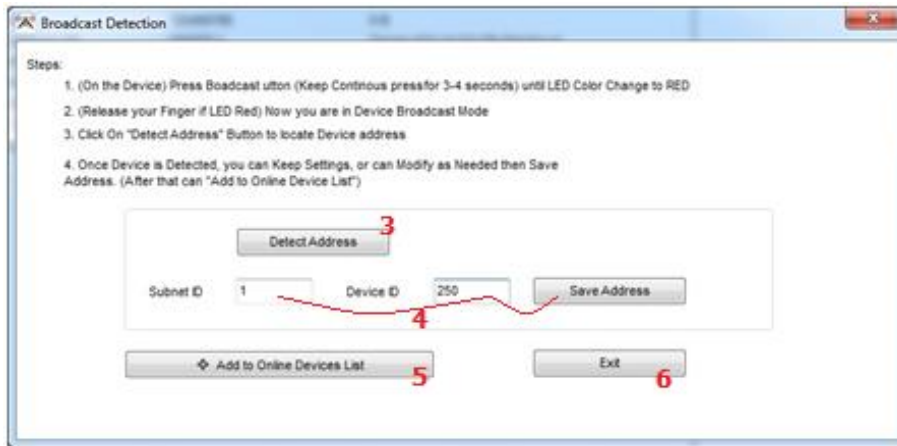 Broadcast Detection
Steps:
1. (On the Device) Press Boadcast utton (Keep Continous press for 3-4 seconds) until LED Color Change to RED
2. (Release your Finger if LED Red) Now you are in Device Broadcast Mode
3. Click On "Detect Address" Button to locate Device address
4. Once Device is Detected, you can Keep Settings, or can Modify as Needed then Save
Address. (After that can "Add to Online Device List")
Detect Address 3
Subnet ID 1 Device ID 250 Save Address
4
Add to Online Devices List 5 Exit 6